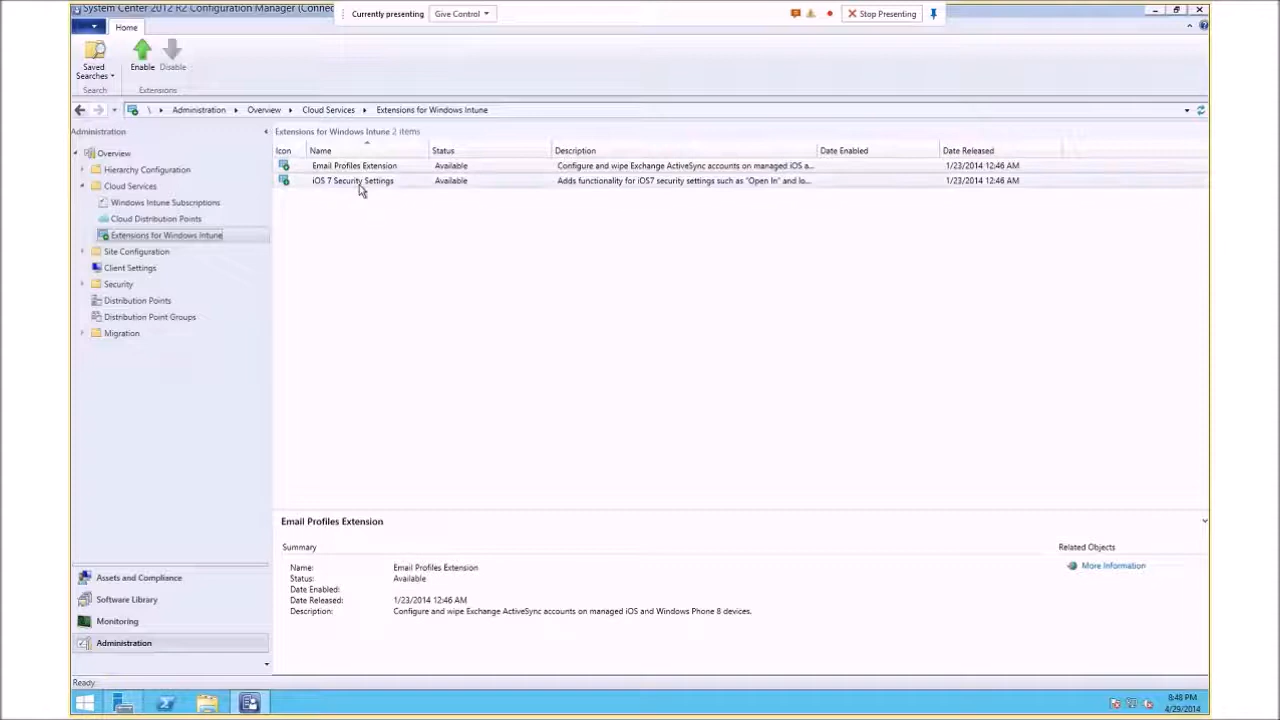 System Center 2012 R2 Configuration Manager (Connec
Currently presenting
Give Control
Stop Presenting
Home
Saved
Searches
Enable
Disable
Search
Extensions
\ Administration Overview Cloud Services Extensions for Windows Intune
Administration
Overview
Hierarchy Configuration
Cloud Services
Windows Intune Subscriptions
Cloud Distribution Points
Extensions for Windows Intune
Site Configuration
Client Settings
Security
Distribution Points
Distribution Point Groups
Migration
Extensions for Windows Intune 2 items
Icon Name Status Description Date Enabled Date Released
Email Profiles Extension Available Configure and wipe Exchange ActiveSync accounts on managed iOS a... 1/23/2014 12:46 AM
iOS 7 Security Settings Available Adds functionality for iOS7 security settings such as "Open In" and lo... 1/23/2014 12:46 AM
Email Profiles Extension
Summary
Name: Email Profiles Extension
Status: Available
Date Enabled:
Date Released: 1/23/2014 12:46 AM
Description: Configure and wipe Exchange ActiveSync accounts on managed iOS and Windows Phone 8 devices.
Related Objects
More Information
Assets and Compliance
Software Library
Monitoring
Administration
Ready
8:48 PM
4/29/2014